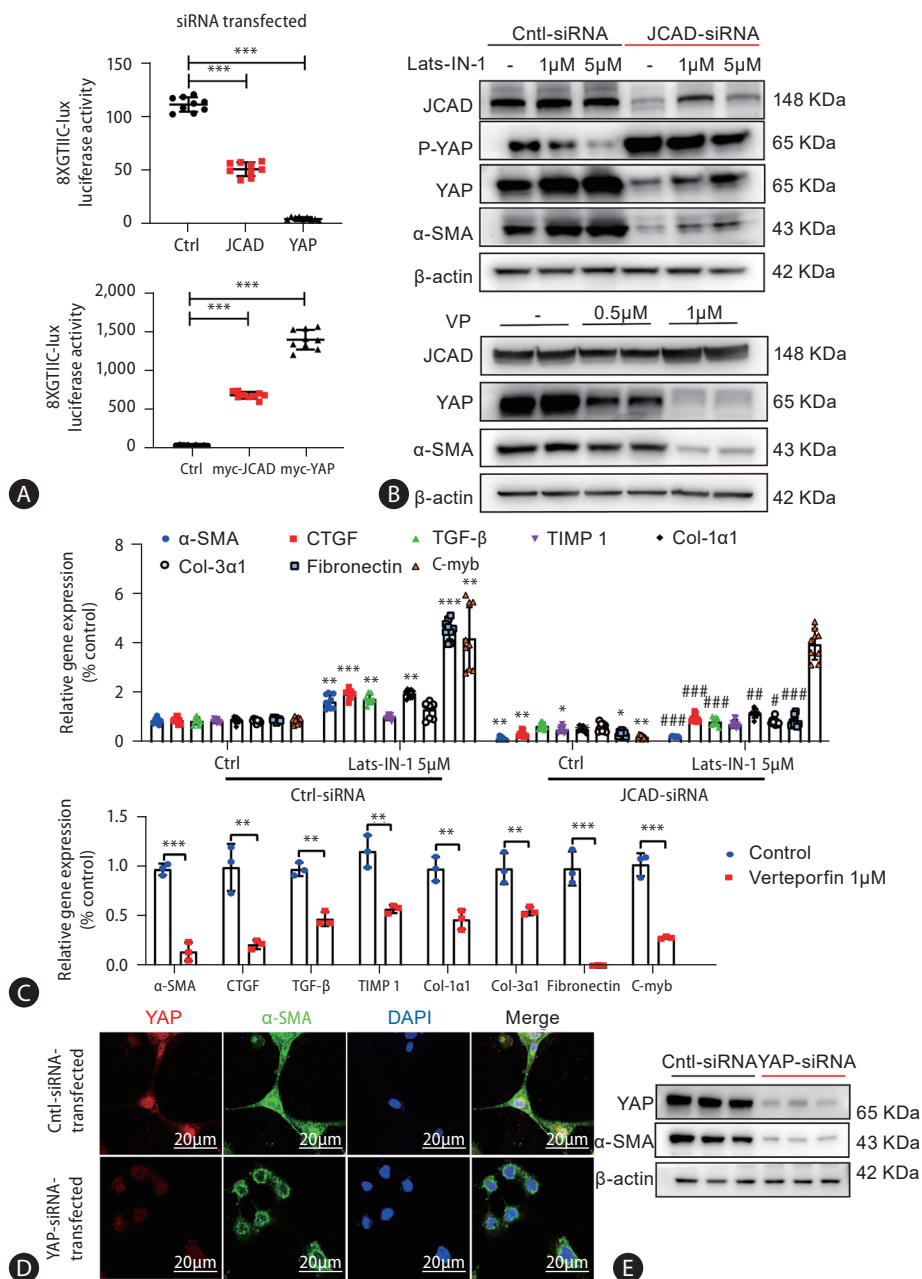 siRNA transfected
***
***
8XGTIIC-lux
luciferase activity
150
100
50
0
Ctrl JCAD YAP
***
***
8XGTIIC-lux
luciferase activity
2,000
1,500
1,000
500
0
Ctrl myc-JCAD myc-YAP
A
Cntl-siRNA JCAD-siRNA
Lats-IN-1 - 1μM 5μM - 1μM 5μM
JCAD 148 KDa
P-YAP 65 KDa
YAP 65 KDa
α-SMA 43 KDa
β-actin 42 KDa
VP - 0.5μM 1μM
JCAD 148 KDa
YAP 65 KDa
α-SMA 43 KDa
β-actin 42 KDa
B
α-SMA CTGF TGF-β TIMP 1 Col-1α1
Col-3α1 Fibronectin C-myb
Relative gene expression
(% control)
8
6
4
2
0
** *** ** ** *** **
** ** * * **
### ### ### ## # ###
Ctrl Lats-IN-1 5μM Ctrl Lats-IN-1 5μM
Ctrl-siRNA JCAD-siRNA
Relative gene expression
(% control)
1.5
1.0
0.5
0.0
*** ** ** ** ** ** *** ***
Control
Verteporfin 1μM
α-SMA CTGF TGF-β TIMP 1 Col-1α1 Col-3α1 Fibronectin C-myb
C
YAP α-SMA DAPI Merge
Cntl-siRNA-
transfected
20μm 20μm 20μm 20μm
YAP-siRNA-
transfected
20μm 20μm 20μm 20μm
D
Cntl-siRNA YAP-siRNA
YAP 65 KDa
α-SMA 43 KDa
β-actin 42 KDa
E